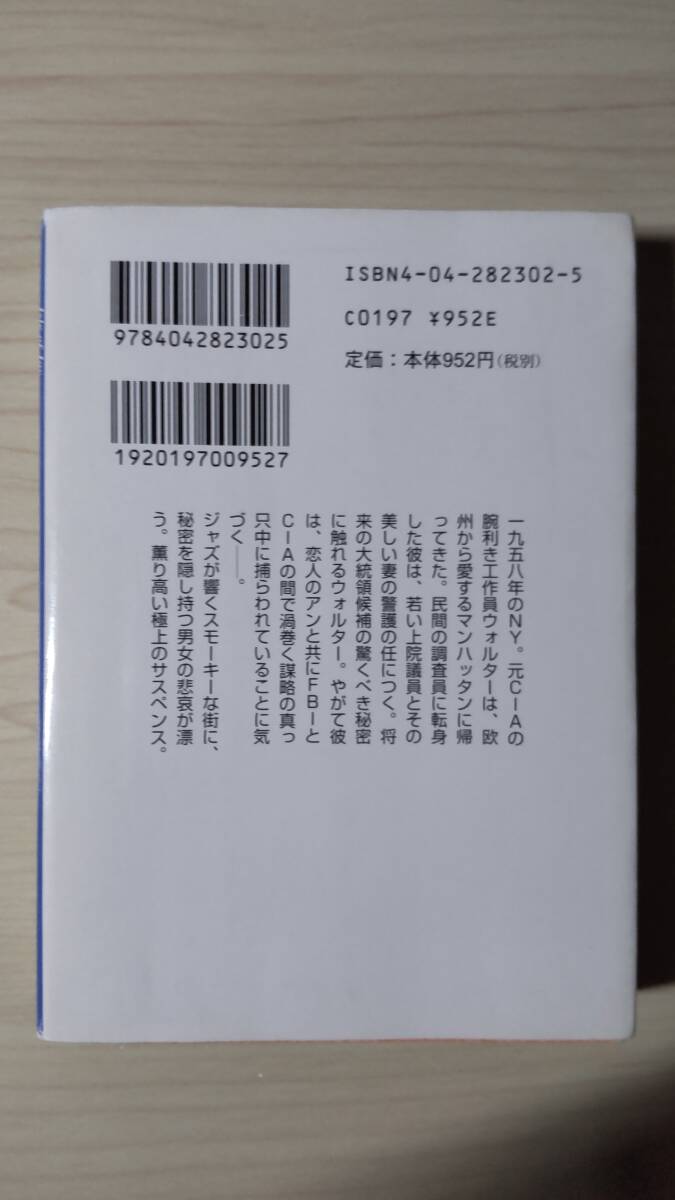 ISBN4-04-282302-5
C0197 ¥952E
定価：本体952円(税別)
9784042823025
1920197009527
一九五八年のNY。元CIAの
腕利き工作員ウォルターは、欧
州から愛するマンハッタンに帰
ってきた。民間の調査員に転身
した彼は、若い上院議員とその
美しい妻の警護の任につく。将
来の大統領候補の驚くべき秘密
に触れるウォルター。やがて彼
は、恋人のアンと共にFBIと
CIAの間で渦巻く謀略の真っ
只中に捕らわれていることに気
づく――。
ジャズが響くスモーキーな街に、
秘密を隠し持つ男女の悲哀が漂
う。薫り高い極上のサスペンス。